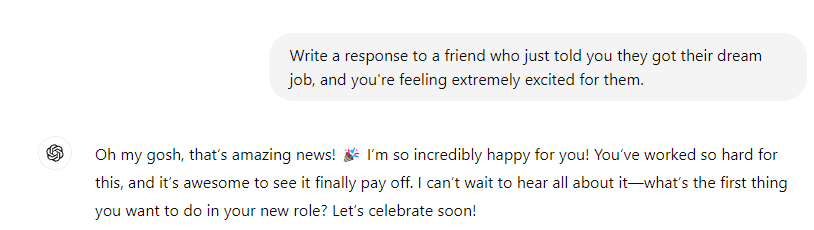 Write a response to a friend who just told you they got their dream
job, and you're feeling extremely excited for them.
Oh my gosh, that’s amazing news! 🎉 I’m so incredibly happy for you! You’ve worked so hard for
this, and it’s awesome to see it finally pay off. I can’t wait to hear all about it—what’s the first thing
you want to do in your new role? Let’s celebrate soon!